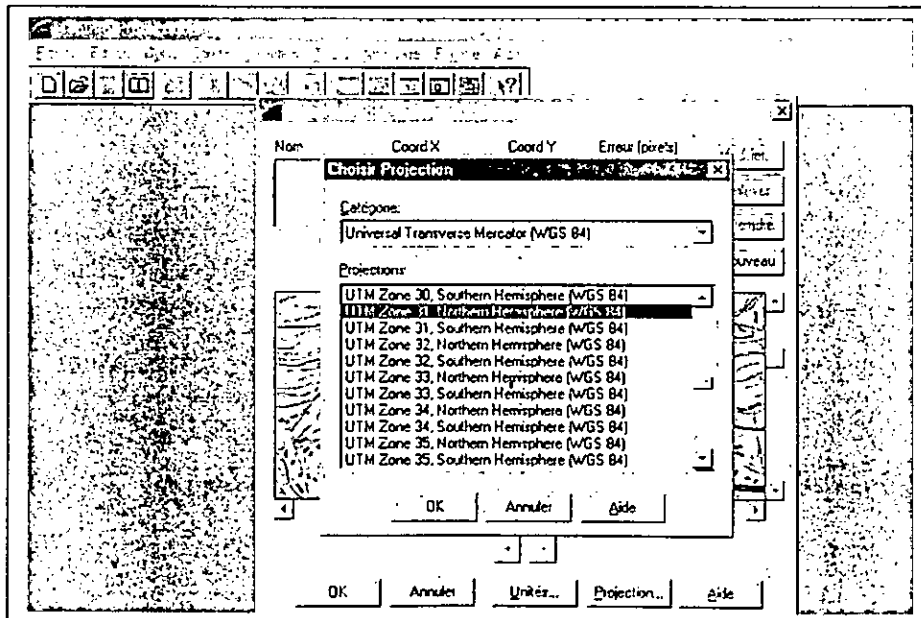 Nom Coord X Coord Y Erreur (pixels)
Choisir Projection
Catégorie:
Universal Transverse Mercator (WGS 84)
Projections
UTM Zone 30, Southern Hemisphere (WGS 84)
UTM Zone 31, Northern Hemisphere (WGS 84)
UTM Zone 31, Southern Hemisphere (WGS 84)
UTM Zone 32, Northern Hemisphere (WGS 84)
UTM Zone 32, Southern Hemisphere (WGS 84)
UTM Zone 33, Northern Hemisphere (WGS 84)
UTM Zone 33, Southern Hemisphere (WGS 84)
UTM Zone 34, Northern Hemisphere (WGS 84)
UTM Zone 34, Southern Hemisphere (WGS 84)
UTM Zone 35, Northern Hemisphere (WGS 84)
UTM Zone 35, Southern Hemisphere (WGS 84)
OK Annuler Aide
OK Annuler Unités... Projection... Aide